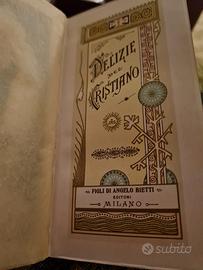 DELIZIE
DEL
CRISTIANO
FIGLI DI ANGELO BIETTI
EDITORI
MILANO
subito